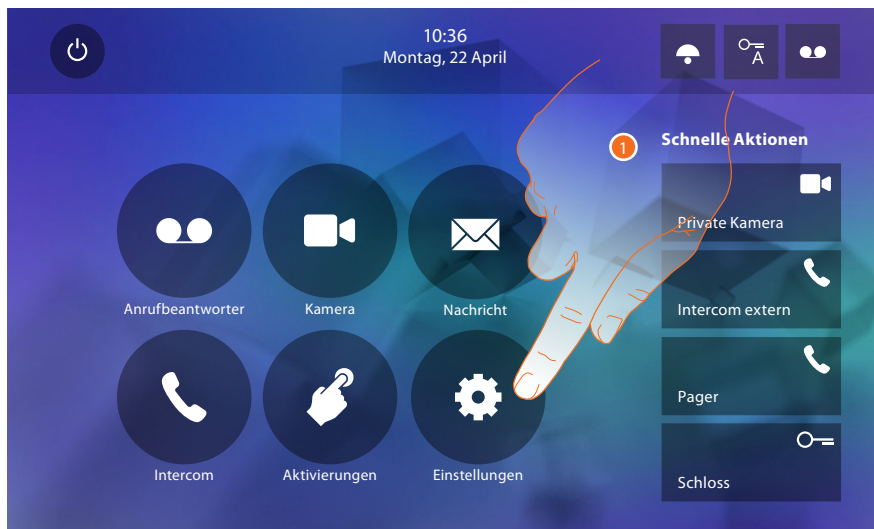 10:36
Montag, 22 April
A
1
Schnelle Aktionen
Private Kamera
Intercom extern
Pager
Schloss
Anrufbeantworter
Kamera
Nachricht
Intercom
Aktivierungen
Einstellungen